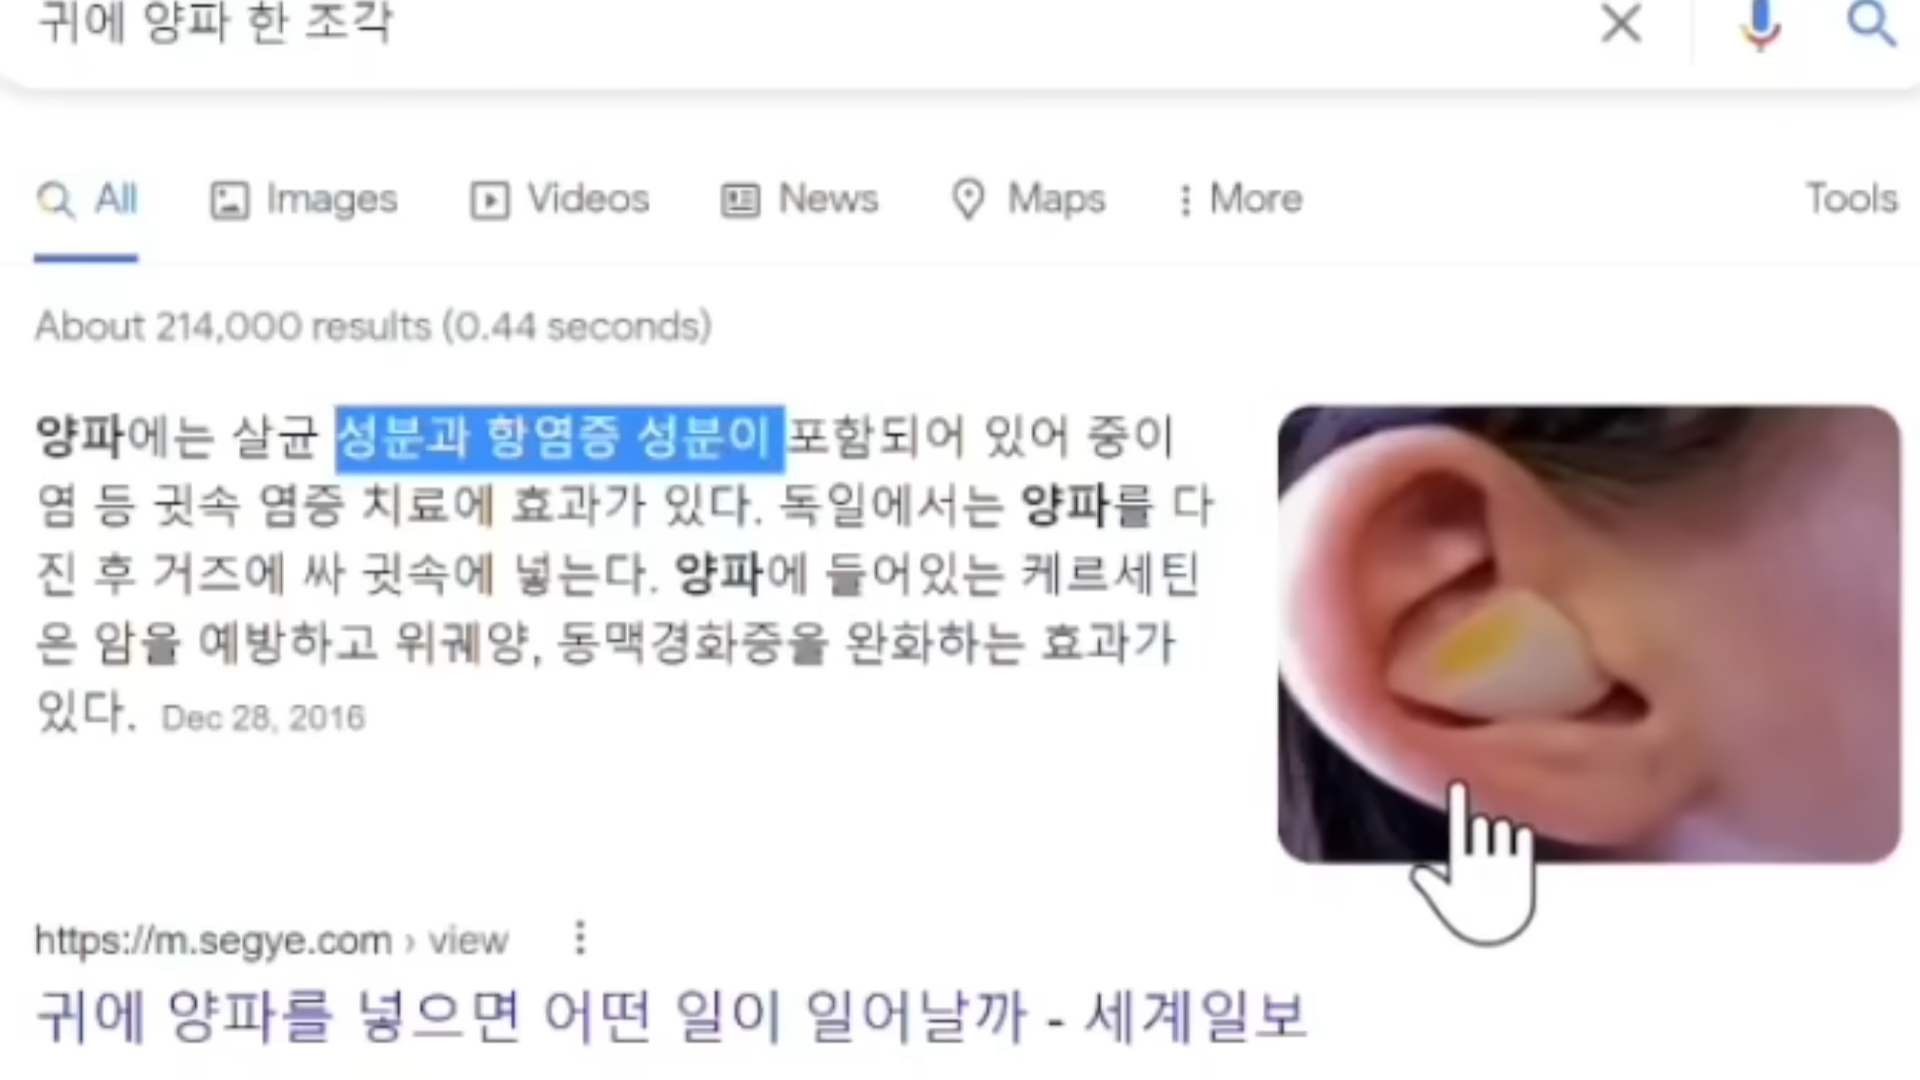 귀에 양파 한 조각
All Images Videos News Maps More Tools
About 214,000 results (0.44 seconds)
양파에는 살균 성분과 항염증 성분이 포함되어 있어 중이
염 등 귓속 염증 치료에 효과가 있다. 독일에서는 양파를 다
진 후 거즈에 싸 귓속에 넣는다. 양파에 들어있는 케르세틴
은 암을 예방하고 위궤양, 동맥경화증을 완화하는 효과가
있다. Dec 28, 2016
https://m.segye.com › view
귀에 양파를 넣으면 어떤 일이 일어날까 - 세계일보